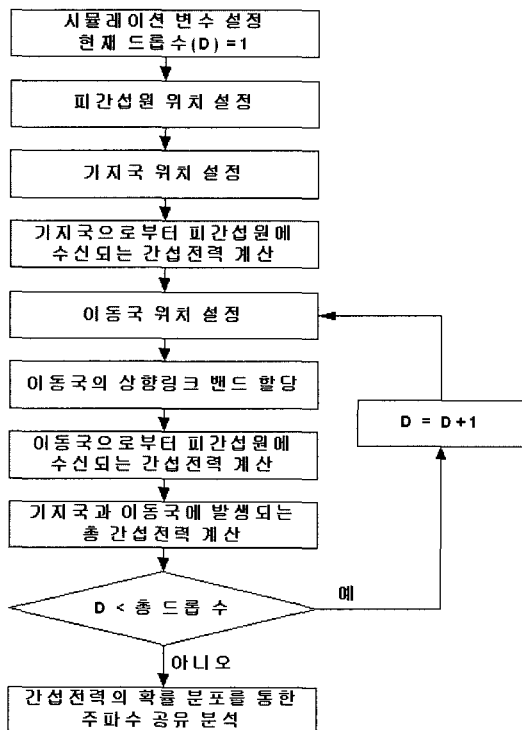 시뮬레이션 변수 설정
현재 드롭수(D) =1
피간섭원 위치 설정
기지국 위치 설정
기지국으로부터 피간섭원에
수신되는 간섭전력 계산
이동국 위치 설정
이동국의 상향링크 밴드 할당
D = D+1
이동국으로부터 피간섭원에
수신되는 간섭전력 계산
기지국과 이동국에 발생되는
총 간섭전력 계산
D < 총 드롭 수
예
아니오
간섭전력의 확률 분포를 통한
주파수 공유 분석